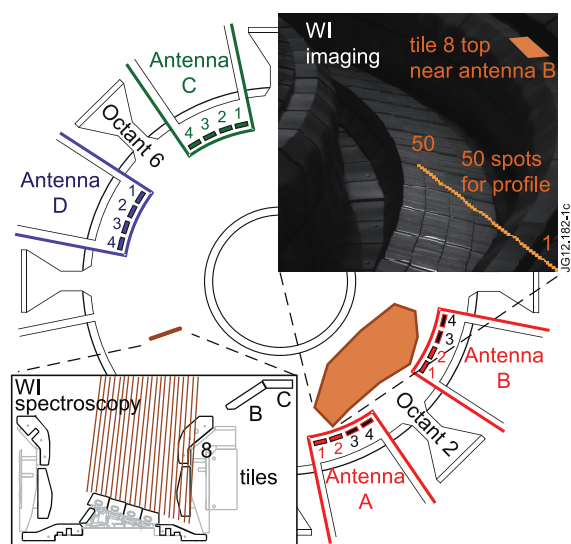 Antenna
C
4
3
2
1
Octant 6
Antenna
D
1
2
3
4
WI
imaging
tile 8 top
near antenna B
50
50 spots
for profile
1
JG12.182-1c
4
3
2
1
Antenna
B
Octant 2
1
2
3
4
Antenna
A
WI
spectroscopy
B
C
8
tiles